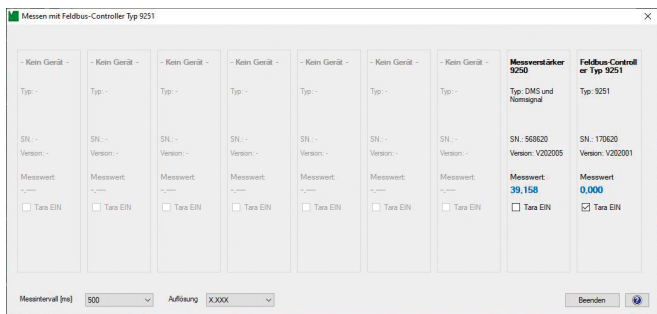 Messen mit Feldbus-Controller Typ 9251
- Kein Gerät -
Typ: -
SN.: -
Version: -
Messwert
-,----
Tara EIN
- Kein Gerät -
Typ: -
SN.: -
Version: -
Messwert
-,----
Tara EIN
- Kein Gerät -
Typ: -
SN.: -
Version: -
Messwert
-,----
Tara EIN
- Kein Gerät -
Typ: -
SN.: -
Version: -
Messwert
-,----
Tara EIN
- Kein Gerät -
Typ: -
SN.: -
Version: -
Messwert
-,----
Tara EIN
- Kein Gerät -
Typ: -
SN.: -
Version: -
Messwert
-,----
Tara EIN
- Kein Gerät -
Typ: -
SN.: -
Version: -
Messwert
-,----
Tara EIN
Messverstärker
9250
Typ: DMS und
Normsignal
SN.: 568620
Version: V202005
Messwert
39,158
Tara EIN
Feldbus-Controll
er Typ 9251
Typ: 9251
SN.: 170620
Version: V202001
Messwert
0,000
Tara EIN
Messintervall [ms]
500
Auflösung
X.XXX
Beenden
?